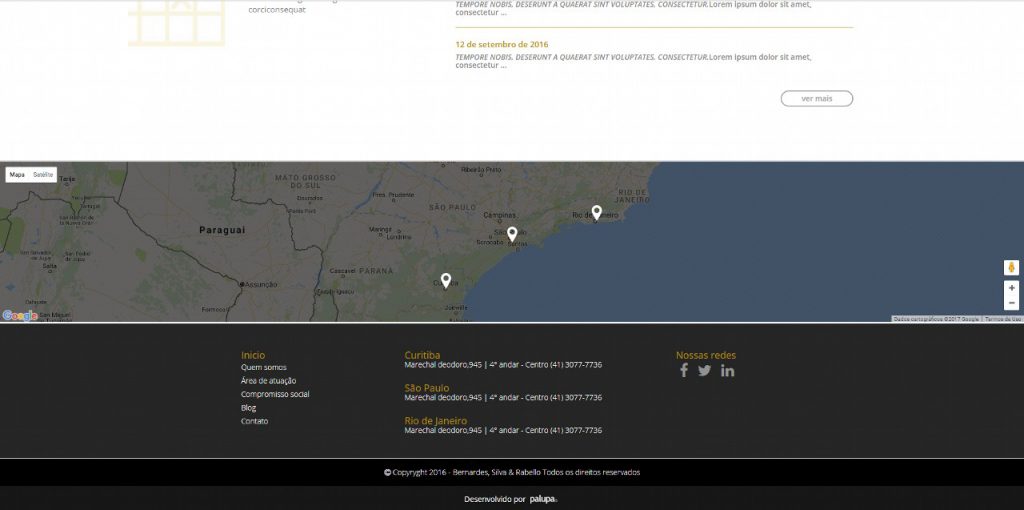 corciconsequat
TEMPORE NOBIS. DESERUNT A QUAERAT SINT VOLUPTATES. CONSECTETUR.Lorem ipsum dolor sit amet,
consectetur ...
12 de setembro de 2016
TEMPORE NOBIS. DESERUNT A QUAERAT SINT VOLUPTATES. CONSECTETUR.Lorem ipsum dolor sit amet,
consectetur ...
ver mais
Mapa Satélite
Tarija
MATO GROSSO
DO SUL
Dourados
Ponta Porã
Pres. Prudente
Ribeirão Preto
SÃO PAULO
Campinas
RIO DE
JANEIRO
Rio de Janeiro
Paraguai
Maringá
Londrina
Sorocaba
São Paulo
Santos
Salta
Cascavel
PARANÁ
Assunção
Formosa
Joinville
Google
Dados cartográficos ©2017 Google
Termos de Uso
Inicio
Quem somos
Área de atuação
Compromisso social
Blog
Contato
Curitiba
Marechal deodoro,945 | 4º andar - Centro (41) 3077-7736
São Paulo
Marechal deodoro,945 | 4º andar - Centro (41) 3077-7736
Rio de Janeiro
Marechal deodoro,945 | 4º andar - Centro (41) 3077-7736
Nossas redes
© Copyryght 2016 - Bernardes, Silva & Rabello Todos os direitos reservados
Desenvolvido por palupa.